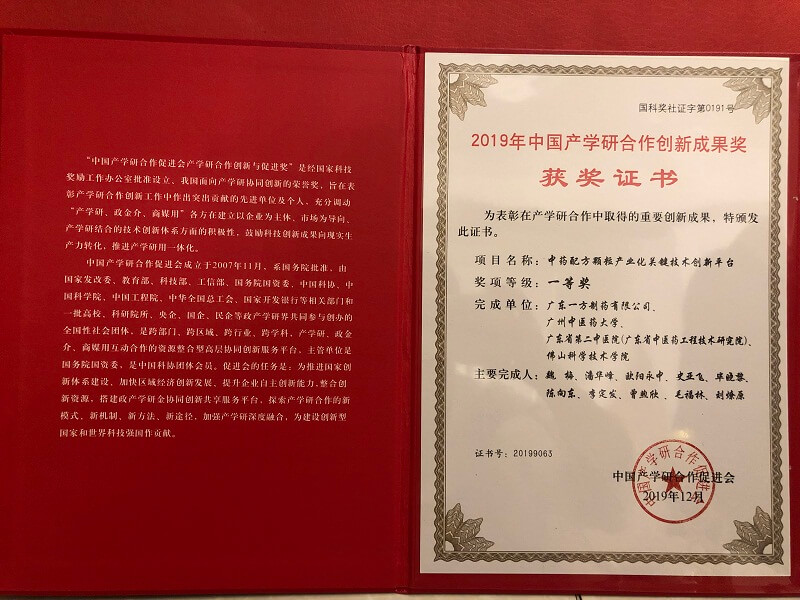 “中国产学研合作促进会产学研合作创新与促进奖”是经国家科技
奖励工作办公室批准设立、我国面向产学研协同创新的荣誉奖，旨在表
彰产学研合作创新工作中作出突出贡献的先进单位及个人，充分调动
“产学研、政金介、商媒用”各方在建立以企业为主体、市场为导向、
产学研结合的技术创新体系方面的积极性，鼓励科技创新成果向现实生
产力转化，推进产学研用一体化。
中国产学研合作促进会成立于2007年11月，系国务院批准，由
国家发改委、教育部、科技部、工信部、国务院国资委、中国科协、中
国科学院、中国工程院、中华全国总工会、国家开发银行等相关部门和
一批高校、科研院所、央企、国企、民企等政产学研界共同参与创办的
全国性社会团体，是跨部门、跨区域、跨行业、跨学科，产学研、政金
介、商媒用互动合作的资源整合型高层协同创新服务平台，主管单位是
国务院国资委，是中国科协团体会员。促进会的任务是：为推进国家创
新体系建设、加快区域经济创新发展、提升企业自主创新能力，整合创
新资源，搭建政产学研金协同创新共享服务平台，探索产学研合作的新
模式、新机制、新方法、新途径，加强产学研深度融合，为建设创新型
国家和世界科技强国作贡献。
国科奖社证字第0191号
2019年中国产学研合作创新成果奖
获奖证书
为表彰在产学研合作中取得的重要创新成果，特颁发
此证书。
项目名称：中药配方颗粒产业化关键技术创新平台
奖项等级：一等奖
完成单位：广东一方制药有限公司、
广州中医药大学、
广东省第二中医院(广东省中医药工程技术研究院)、
佛山科学技术学院
主要完成人：魏 梅、潘华峰、欧阳永中、史亚飞、毕晓黎、
陈向东、李定发、曾煦欣、毛福林、刘燎原
证书号：20199063
中国产学研合作促进会
2019年12月
中国产学研合作促进会